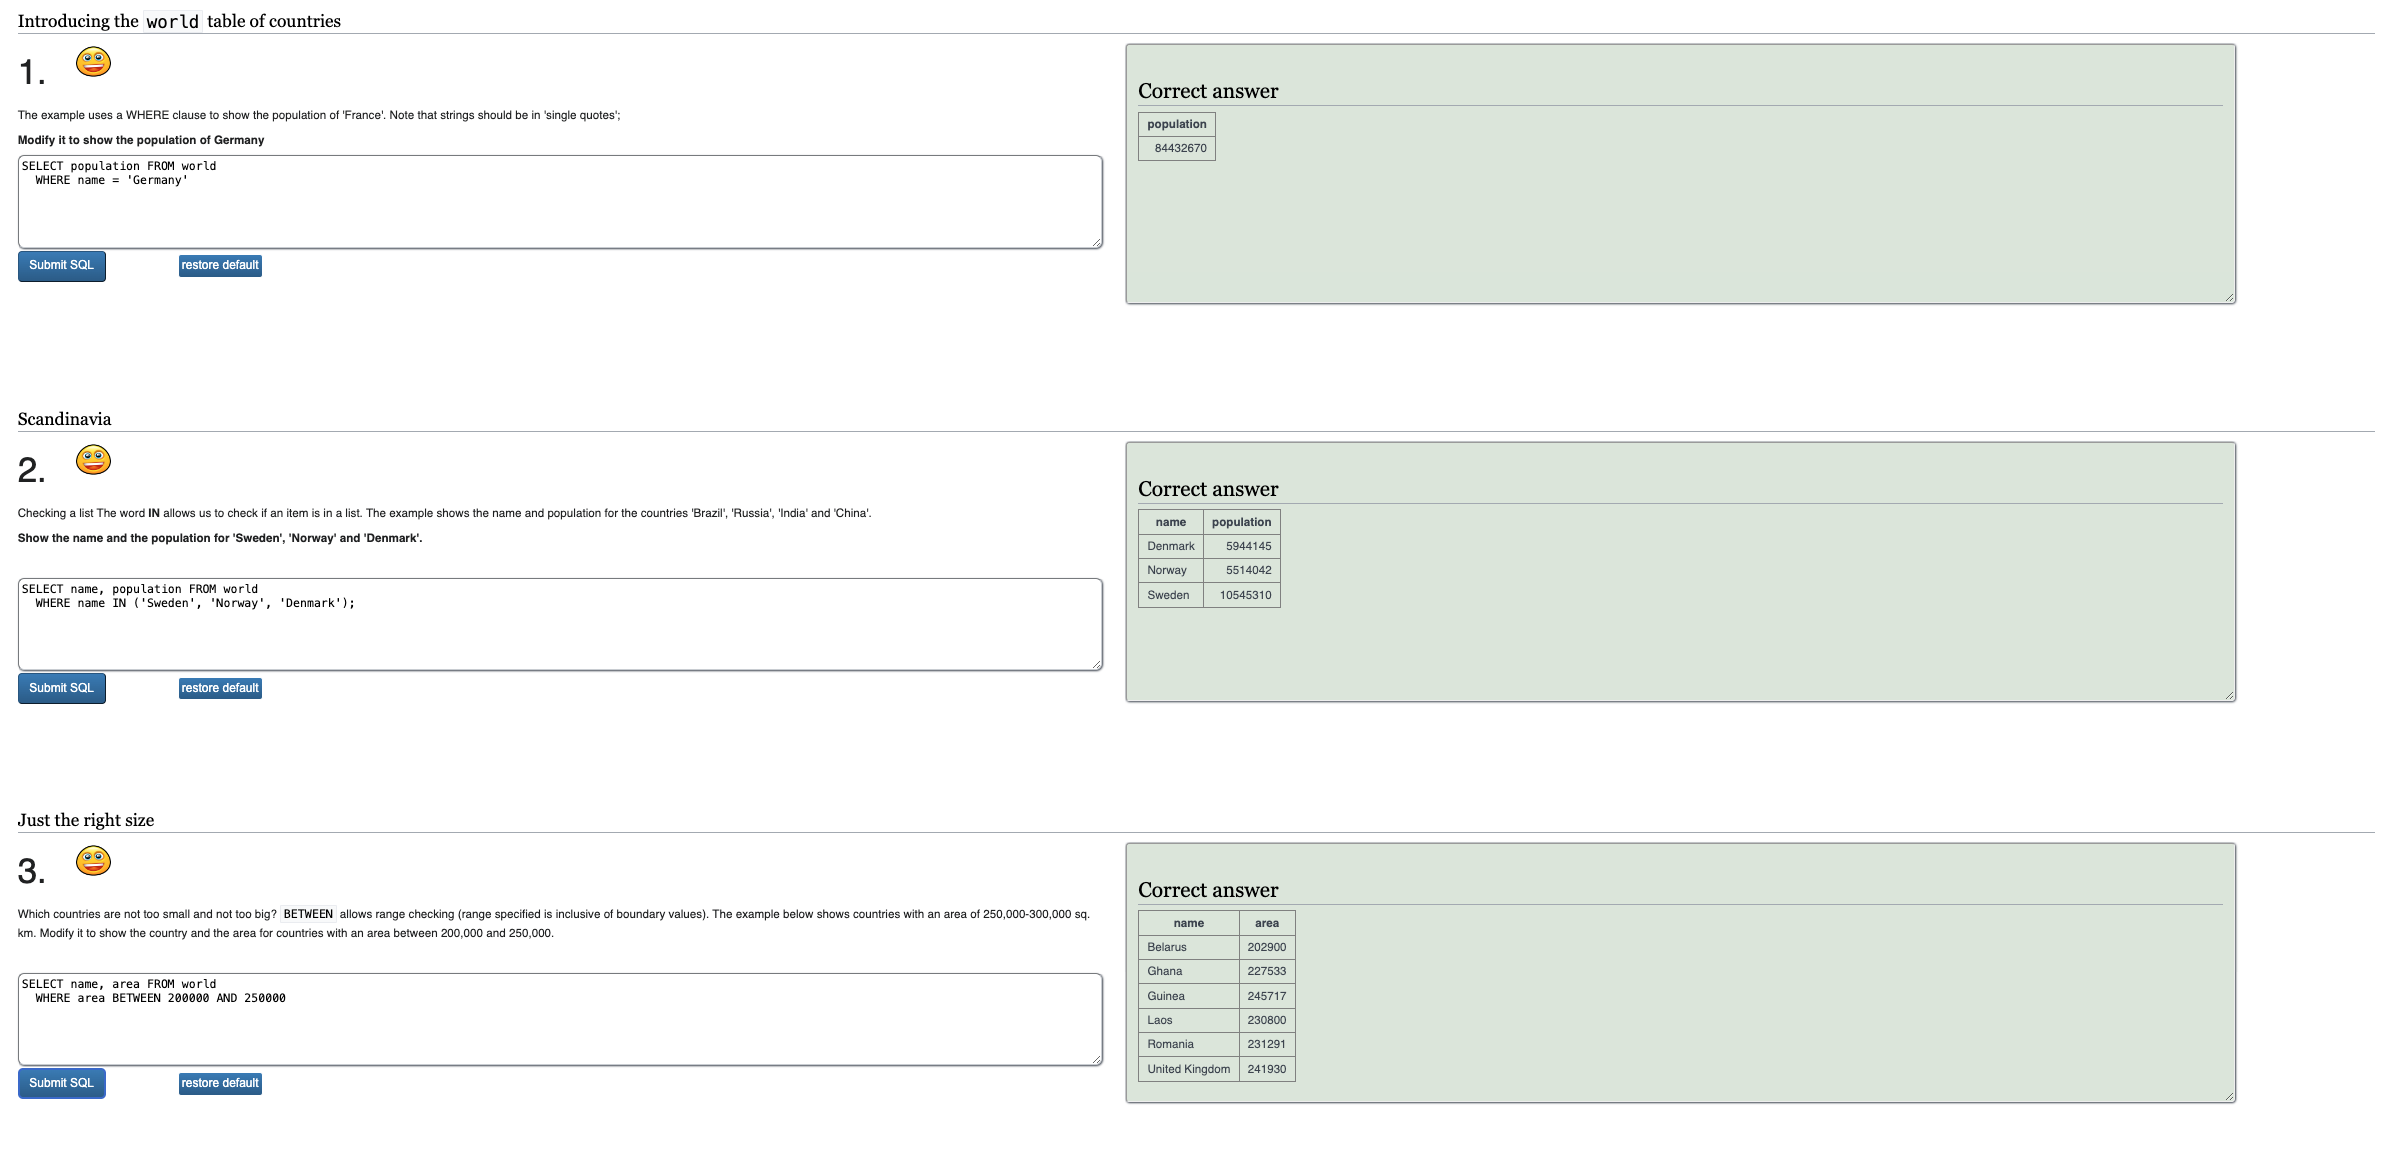 Introducing the world table of countries
1.
The example uses a WHERE clause to show the population of 'France'. Note that strings should be in 'single quotes';
Modify it to show the population of Germany
SELECT population FROM world
WHERE name = 'Germany'
Submit SQL
restore default
Correct answer
population
84432670
Scandinavia
2.
Checking a list The word IN allows us to check if an item is in a list. The example shows the name and population for the countries 'Brazil', 'Russia', 'India' and 'China'.
Show the name and the population for 'Sweden', 'Norway' and 'Denmark'.
SELECT name, population FROM world
WHERE name IN ('Sweden', 'Norway', 'Denmark');
Submit SQL
restore default
Correct answer
name population
Denmark 5944145
Norway 5514042
Sweden 10545310
Just the right size
3.
Which countries are not too small and not too big? BETWEEN allows range checking (range specified is inclusive of boundary values). The example below shows countries with an area of 250,000-300,000 sq.
km. Modify it to show the country and the area for countries with an area between 200,000 and 250,000.
SELECT name, area FROM world
WHERE area BETWEEN 200000 AND 250000
Submit SQL
restore default
Correct answer
name area
Belarus 202900
Ghana 227533
Guinea 245717
Laos 230800
Romania 231291
United Kingdom 241930